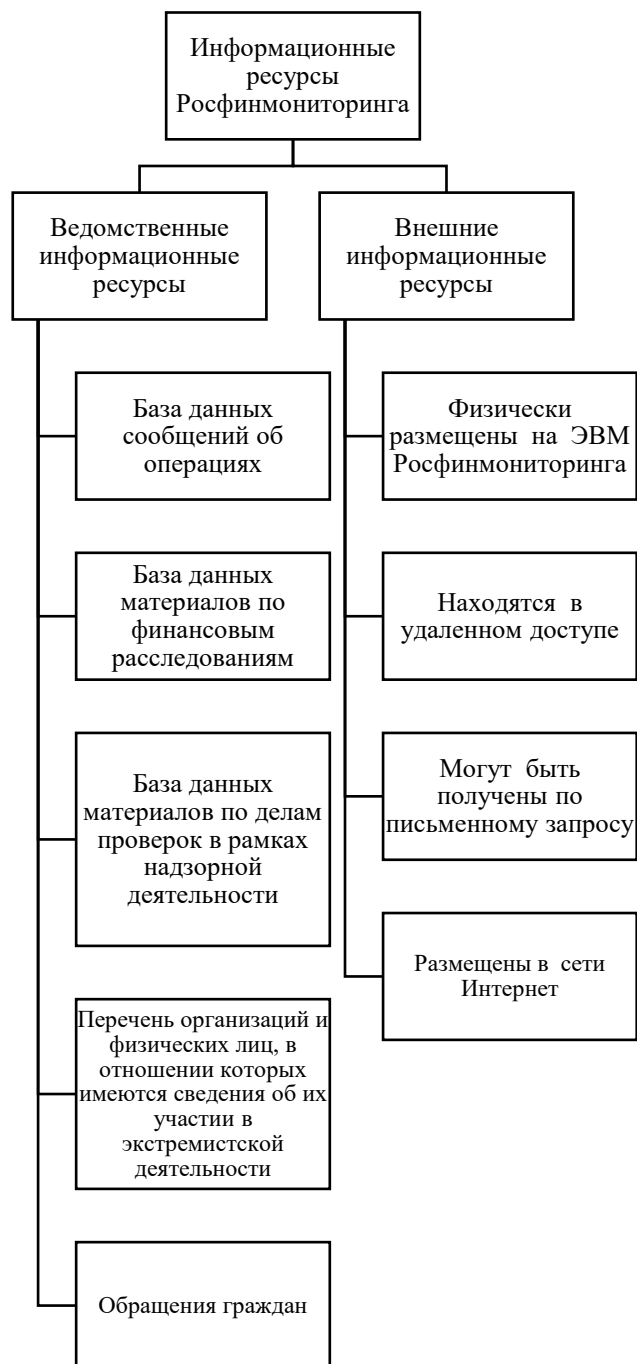 Информационные
ресурсы
Росфинмониторинга
Ведомственные
информационные
ресурсы
Внешние
информационные
ресурсы
База данных
сообщений об
операциях
База данных
материалов по
финансовым
расследованиям
База данных
материалов по делам
проверок в рамках
надзорной
деятельности
Перечень организаций и
физических лиц, в
отношении которых
имеются сведения об их
участии в
экстремистской
деятельности
Обращения граждан
Физически
размещены на ЭВМ
Росфинмониторинга
Находятся в
удаленном доступе
Могут быть
получены по
письменному запросу
Размещены в сети
Интернет